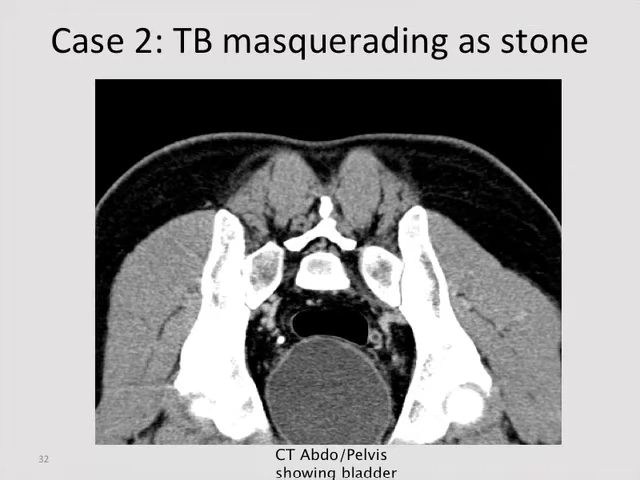 Case 2: TB masquerading as stone
32
CT Abdo/Pelvis
showing bladder